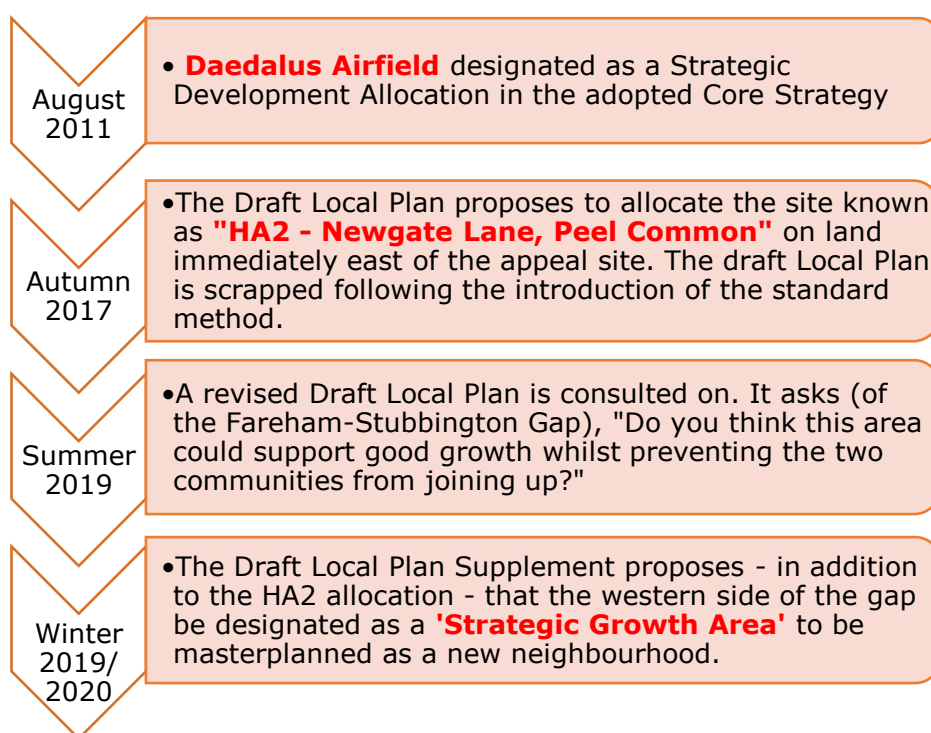 August
2011
• Daedalus Airfield designated as a Strategic
Development Allocation in the adopted Core Strategy
Autumn
2017
•The Draft Local Plan proposes to allocate the site known
as "HA2 - Newgate Lane, Peel Common" on land
immediately east of the appeal site. The draft Local Plan
is scrapped following the introduction of the standard
method.
Summer
2019
•A revised Draft Local Plan is consulted on. It asks (of
the Fareham-Stubbington Gap), "Do you think this area
could support good growth whilst preventing the two
communities from joining up?"
Winter
2019/
2020
•The Draft Local Plan Supplement proposes - in addition
to the HA2 allocation - that the western side of the gap
be designated as a 'Strategic Growth Area' to be
masterplanned as a new neighbourhood.